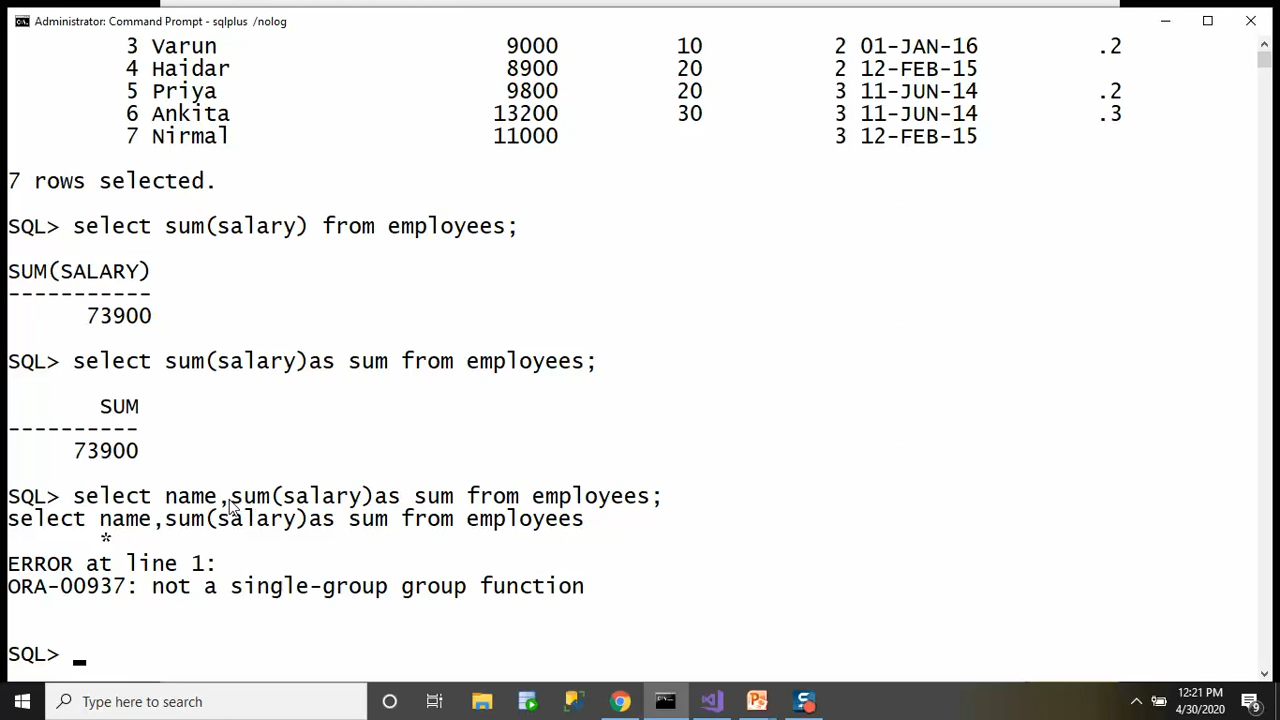 Administrator: Command Prompt - sqlplus /nolog
3 Varun 9000 10 2 01-JAN-16 .2
4 Haidar 8900 20 2 12-FEB-15
5 Priya 9800 20 3 11-JUN-14 .2
6 Ankita 13200 30 3 11-JUN-14 .3
7 Nirmal 11000 3 12-FEB-15
7 rows selected.
SQL> select sum(salary) from employees;
SUM(SALARY)
-----------
73900
SQL> select sum(salary)as sum from employees;
SUM
----------
73900
SQL> select name,sum(salary)as sum from employees;
select name,sum(salary)as sum from employees
*
ERROR at line 1:
ORA-00937: not a single-group group function
SQL>
Type here to search
12:21 PM
4/30/2020
9